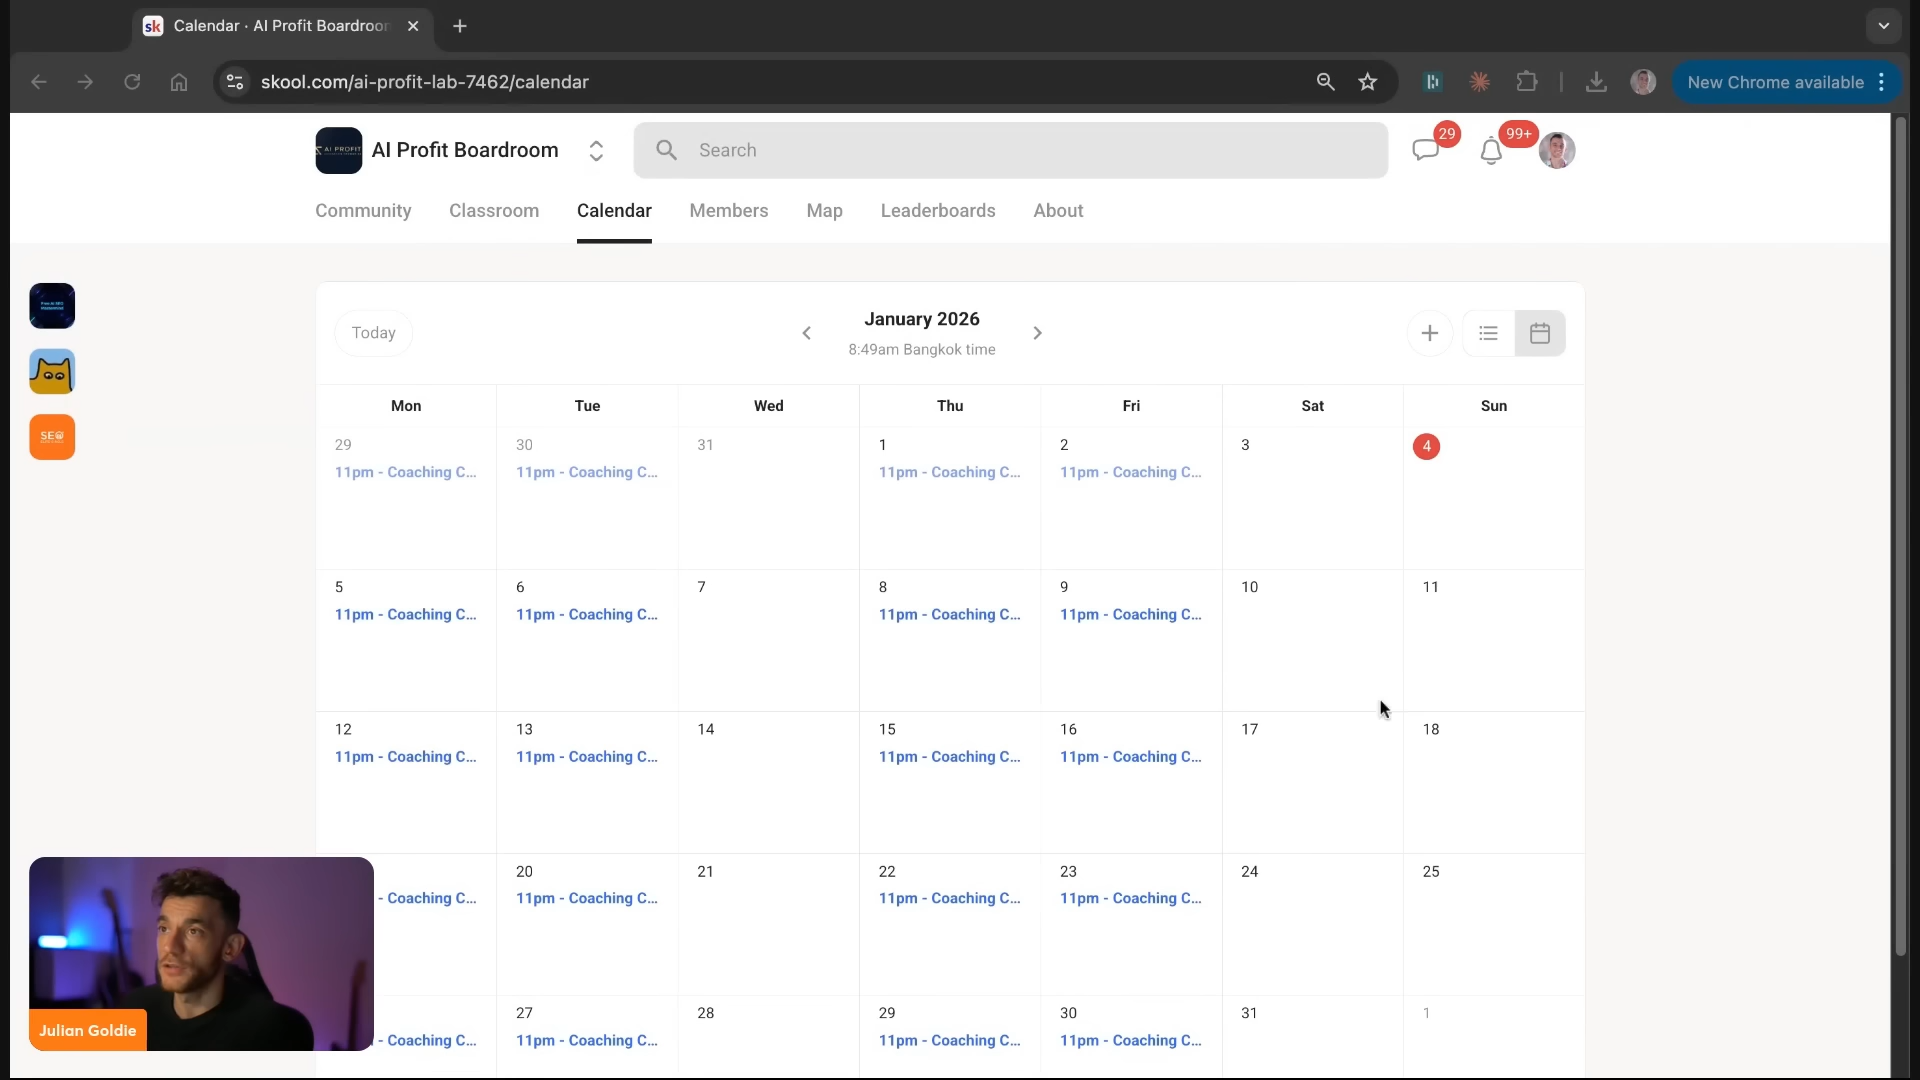 sk Calendar · AI Profit Boardroom
skool.com/ai-profit-lab-7462/calendar
New Chrome available
AI PROFIT
AI Profit Boardroom
Search
29
99+
Community Classroom Calendar Members Map Leaderboards About
SEO
Today
January 2026
8:49am Bangkok time
Mon Tue Wed Thu Fri Sat Sun
29 30 31 1 2 3 4
11pm - Coaching C... 11pm - Coaching C... 11pm - Coaching C... 11pm - Coaching C...
5 6 7 8 9 10 11
11pm - Coaching C... 11pm - Coaching C... 11pm - Coaching C... 11pm - Coaching C...
12 13 14 15 16 17 18
11pm - Coaching C... 11pm - Coaching C... 11pm - Coaching C... 11pm - Coaching C...
20 21 22 23 24 25
- Coaching C... 11pm - Coaching C... 11pm - Coaching C... 11pm - Coaching C...
27 28 29 30 31 1
- Coaching C... 11pm - Coaching C... 11pm - Coaching C... 11pm - Coaching C...
Julian Goldie